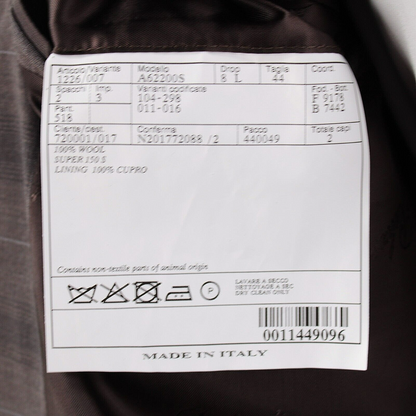 Articolo/Variante Modello Drop Taglia Coord.
1226/007 A62200S 8 L 44
Spacchi Imp. Varianti codificate Fod. - Bott.
2 3 104-298 F 9178
Pant. 011-016 B 7442
518
Cliente/dest. Conferma Pacco Totale capi
720001/017 N201772088 /2 440049 2
100% WOOL
SUPER 150 S
LINING 100% CUPRO
Contains non-textile parts of animal origin
P
LAVARE A SECCO
NETTOYAGE A SEC
DRY CLEAN ONLY
0011449096
MADE IN ITALY